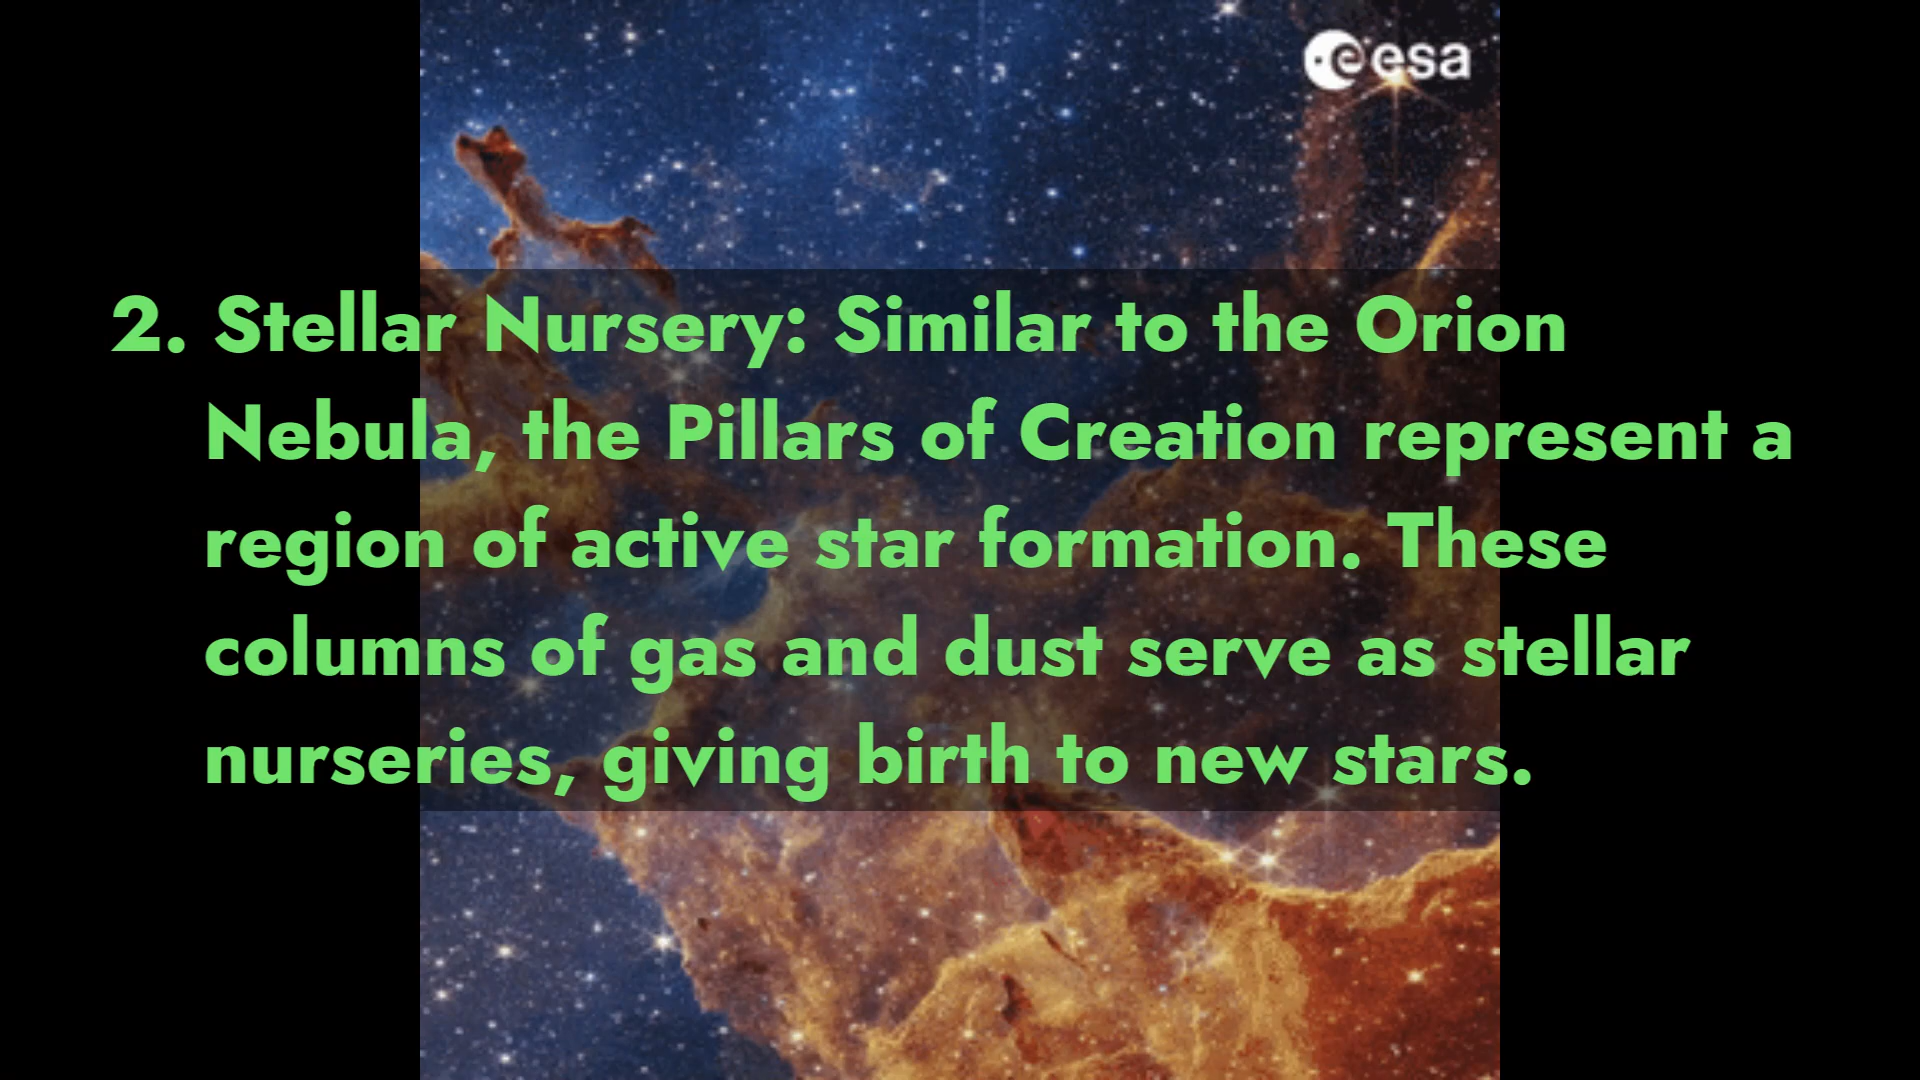 esa
2. Stellar Nursery: Similar to the Orion
Nebula, the Pillars of Creation represent a
region of active star formation. These
columns of gas and dust serve as stellar
nurseries, giving birth to new stars.